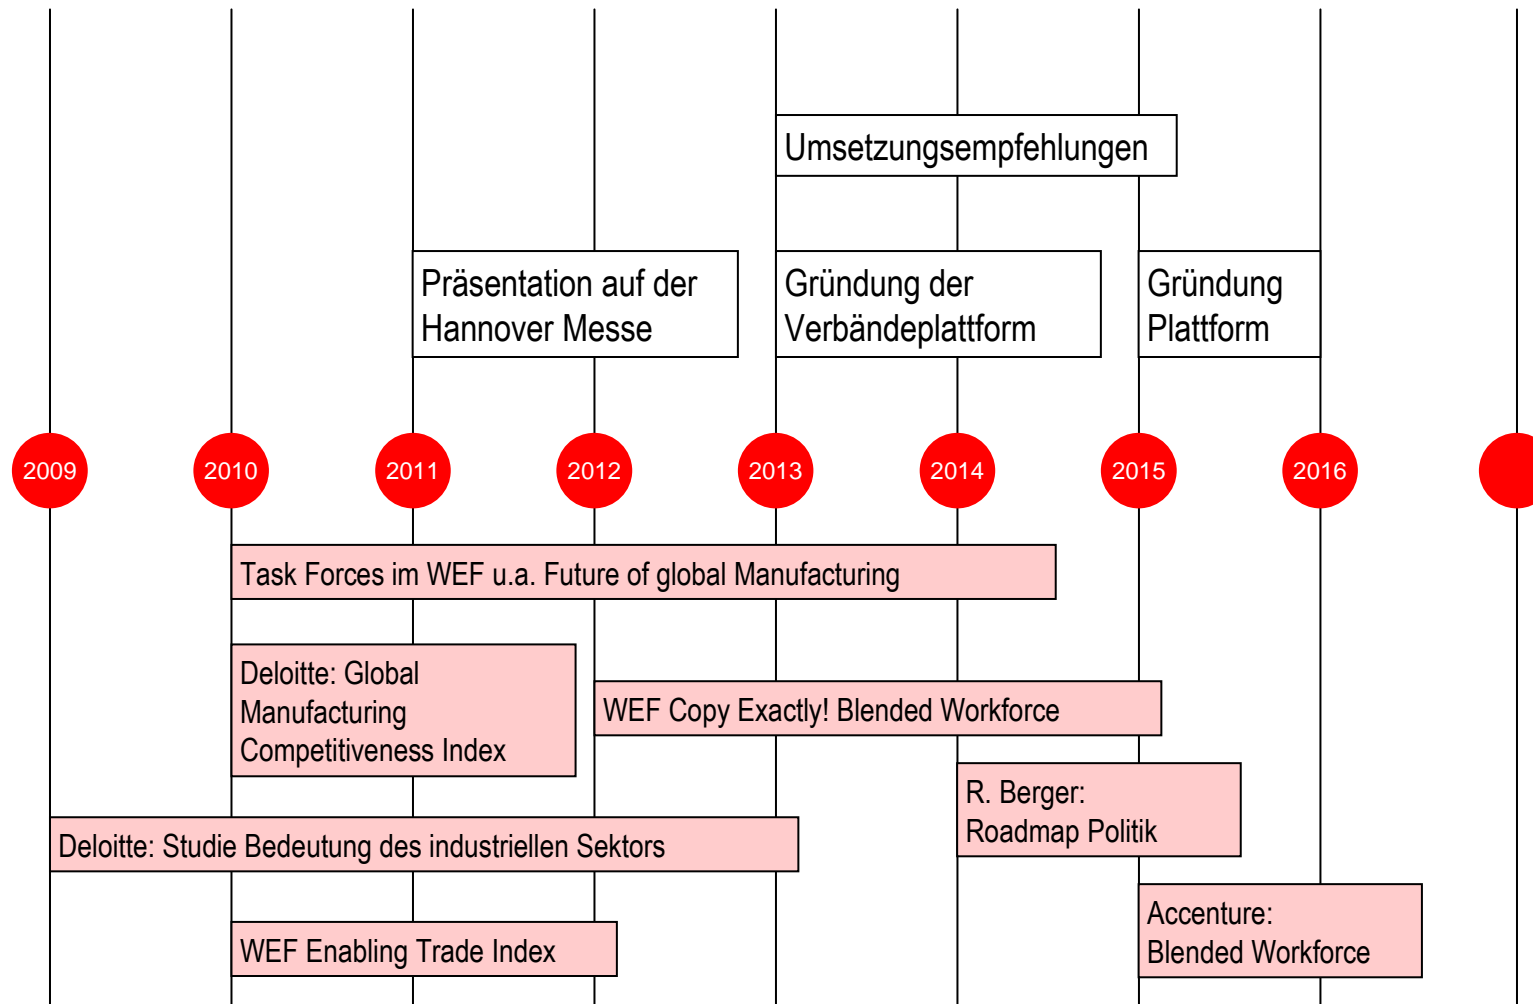 Umsetzungsempfehlungen
Präsentation auf der
Hannover Messe
Gründung der
Verbändeplattform
Gründung
Plattform
2009
2010
2011
2012
2013
2014
2015
2016
Task Forces im WEF u.a. Future of global Manufacturing
Deloitte: Global
Manufacturing
Competitiveness Index
WEF Copy Exactly! Blended Workforce
R. Berger:
Roadmap Politik
Deloitte: Studie Bedeutung des industriellen Sektors
Accenture:
Blended Workforce
WEF Enabling Trade Index